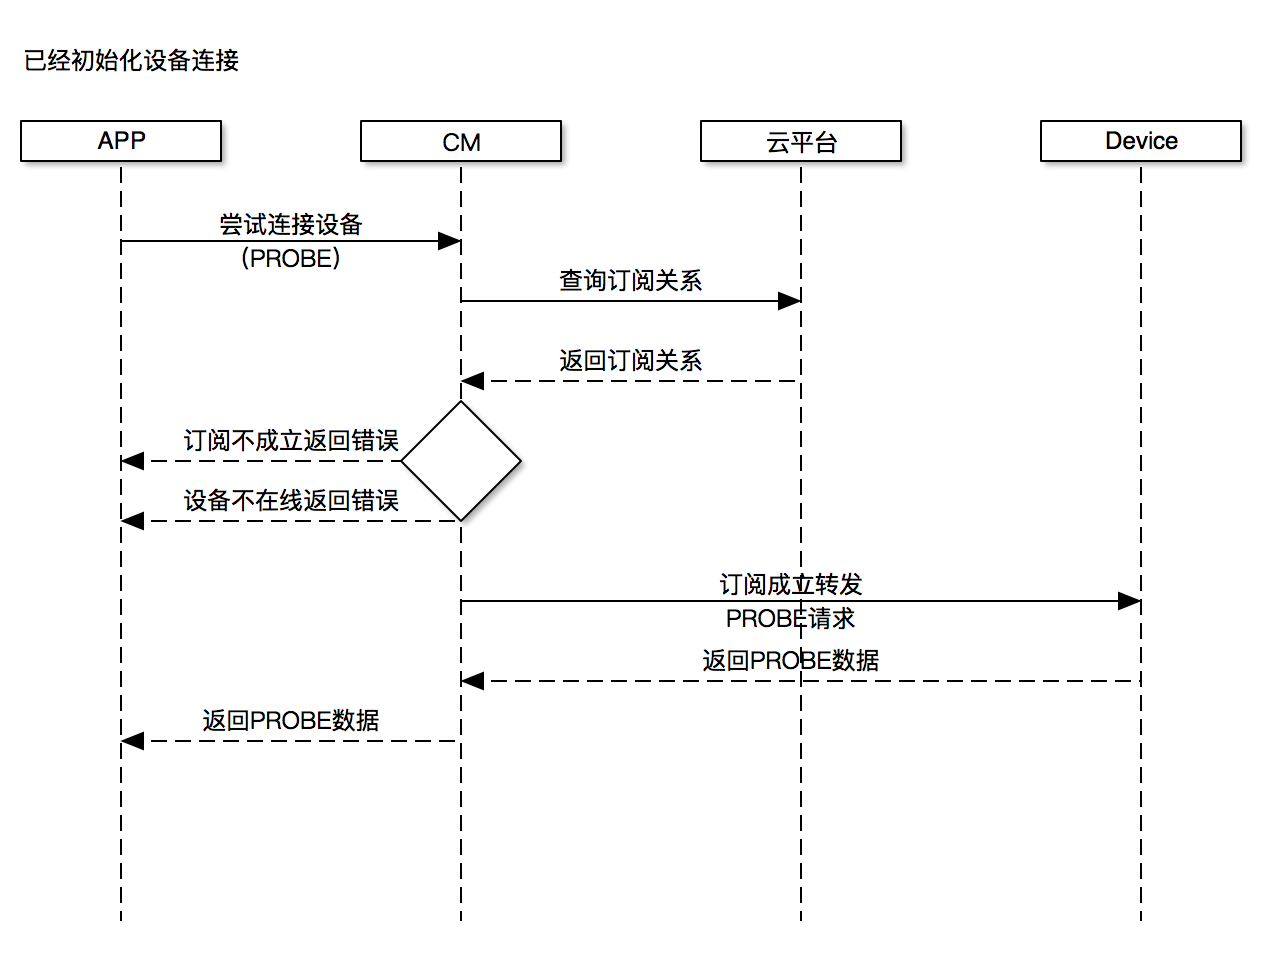 已经初始化设备连接
APP
CM
云平台
Device
尝试连接设备
（PROBE）
查询订阅关系
返回订阅关系
订阅不成立返回错误
设备不在线返回错误
订阅成立转发
PROBE请求
返回PROBE数据
返回PROBE数据